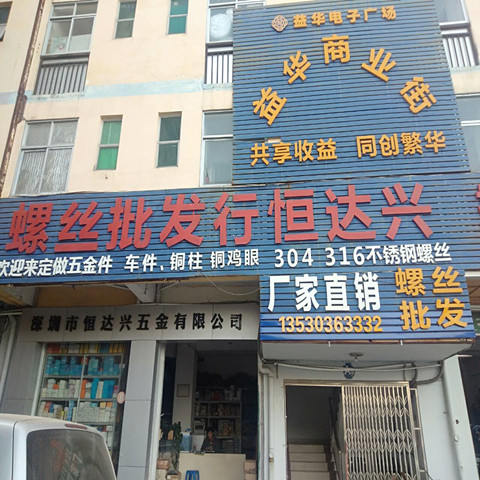 益华电子广场
益华商业街
共享收益 同创繁华
螺丝批发行恒达兴
欢迎来定做五金件 车件,铜柱 铜鸡眼 304 316不锈钢螺丝
厂家直销
13530363332
螺丝
批发
深圳市恒达兴五金有限公司